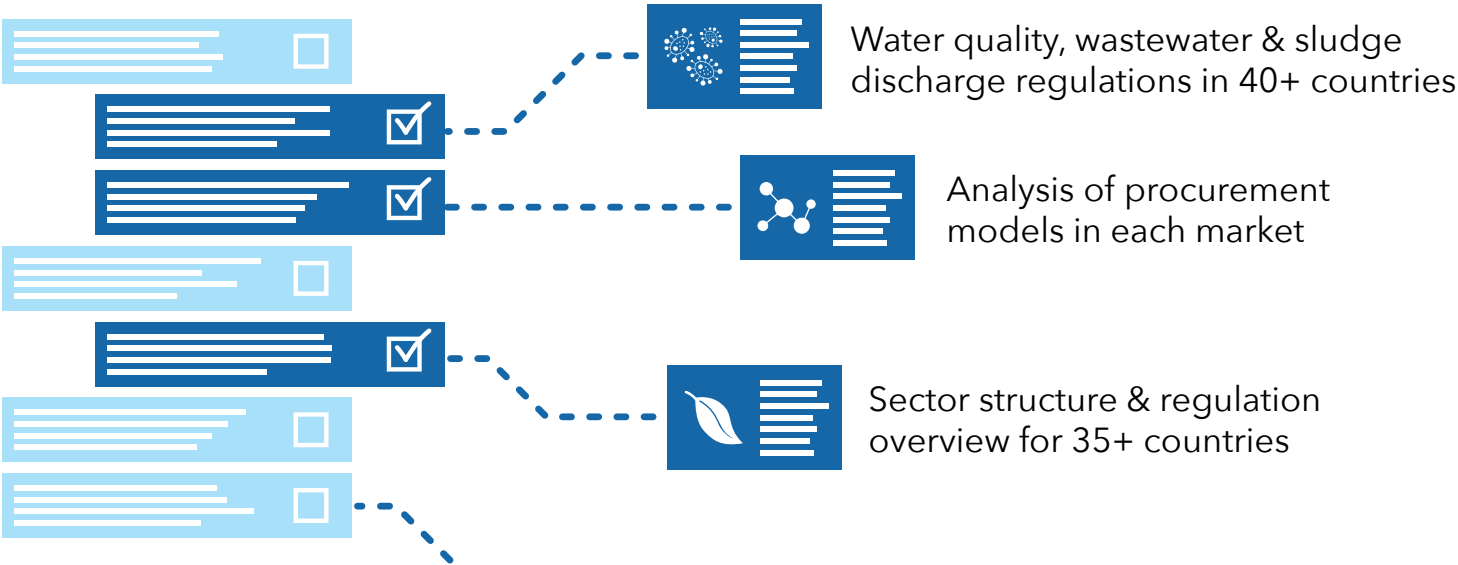 Water quality, wastewater & sludge
discharge regulations in 40+ countries
Analysis of procurement
models in each market
Sector structure & regulation
overview for 35+ countries